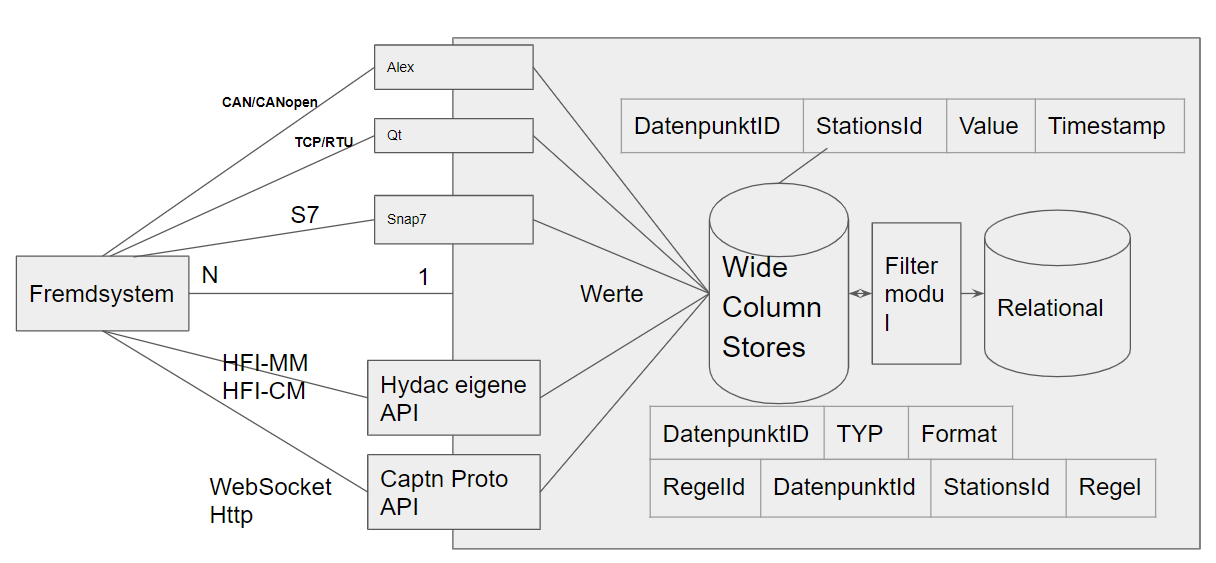 Alex
CAN/CANopen
DatenpunktID StationsId Value Timestamp
Qt
TCP/RTU
Snap7
S7
Fremdsystem
N 1
Werte
Wide
Column
Stores
Filter
modu
l
Relational
HFI-MM
HFI-CM
Hydac eigene
API
DatenpunktID TYP Format
RegelId DatenpunktId StationsId Regel
WebSocket
Http
Captn Proto
API